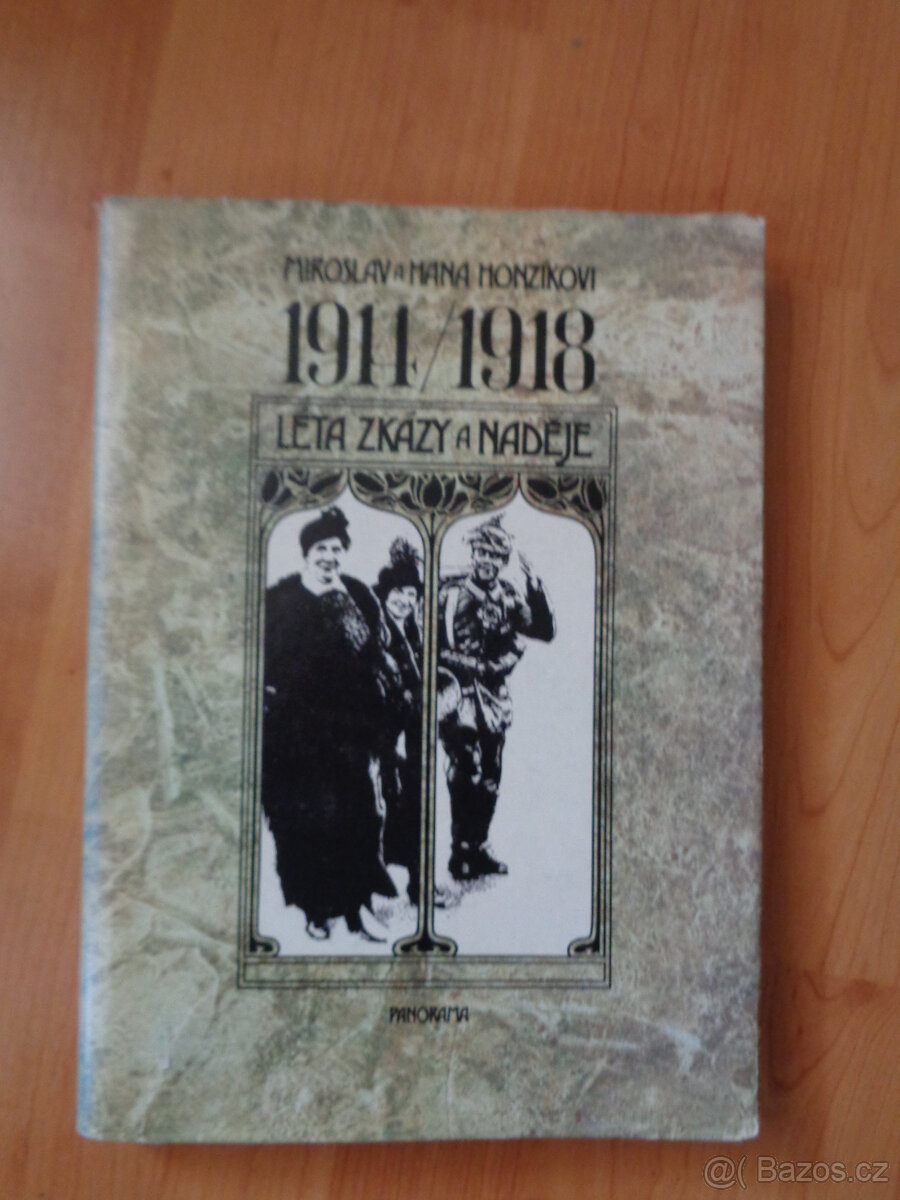 MIROSLAV A HANA HONZÍKOVI
1914/1918
LÉTA ZKÁZY A NADĚJE
PANORAMA
@( Bazos.cz